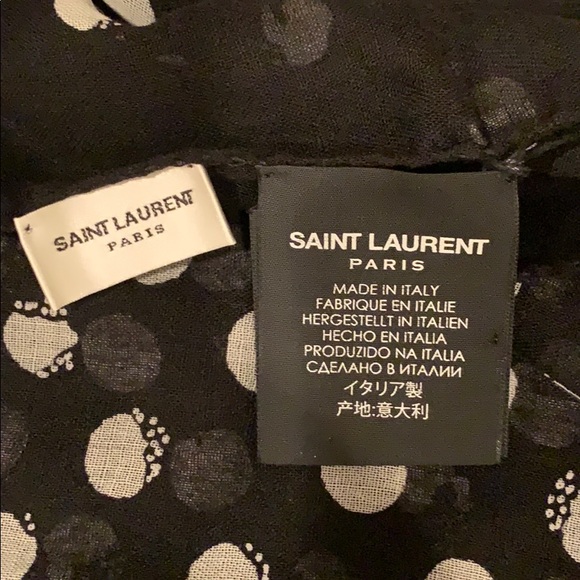 SAINT LAURENT
PARIS
SAINT LAURENT
PARIS
MADE IN ITALY
FABRIQUE EN ITALIE
HERGESTELLT IN ITALIEN
HECHO EN ITALIA
PRODUZIDO NA ITALIA
СДЕЛАНО В ИТАЛИИ
イタリア製
产地:意大利